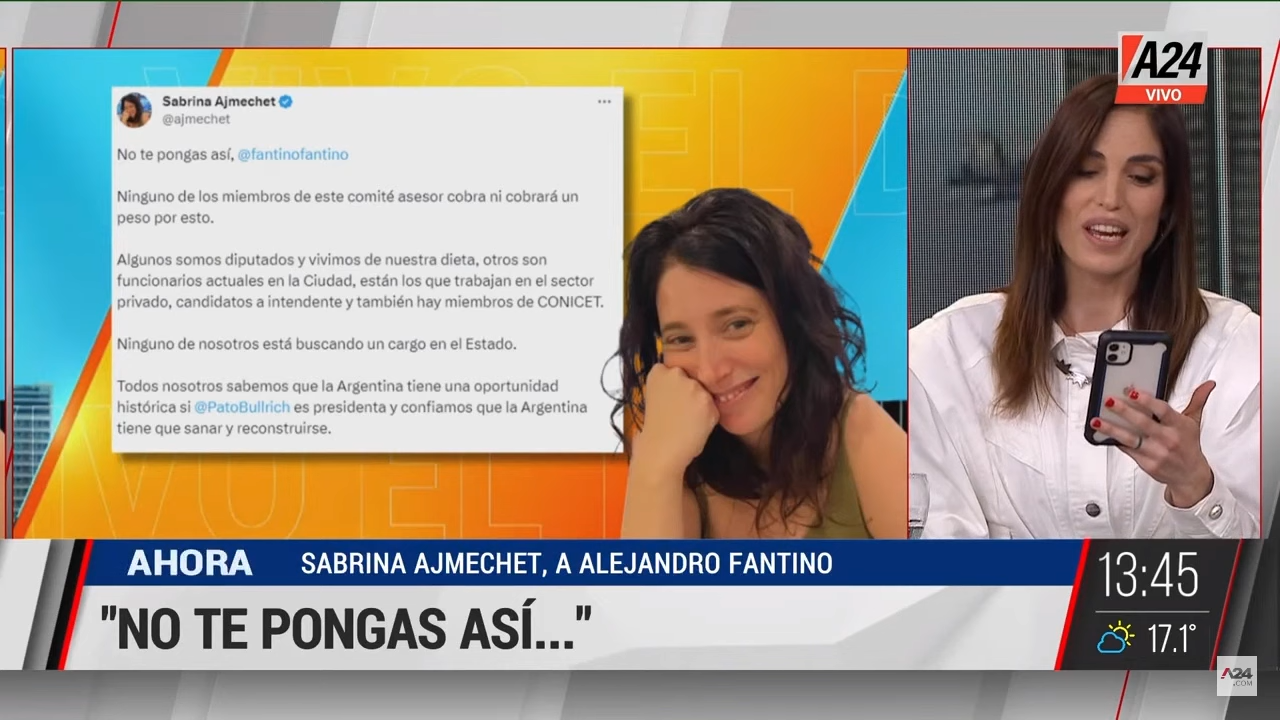 A24
VIVO
Sabrina Ajmechet
@ajmechet
No te pongas así, @fantinofantino
Ninguno de los miembros de este comité asesor cobra ni cobrará un
peso por esto.
Algunos somos diputados y vivimos de nuestra dieta, otros son
funcionarios actuales en la Ciudad, están los que trabajan en el sector
privado, candidatos a intendente y también hay miembros de CONICET.
Ninguno de nosotros está buscando un cargo en el Estado.
Todos nosotros sabemos que la Argentina tiene una oportunidad
histórica si @PatoBullrich es presidenta y confiamos que la Argentina
tiene que sanar y reconstruirse.
AHORA SABRINA AJMECHET, A ALEJANDRO FANTINO
"NO TE PONGAS ASÍ..."
13:45
17.1°
A24
.COM